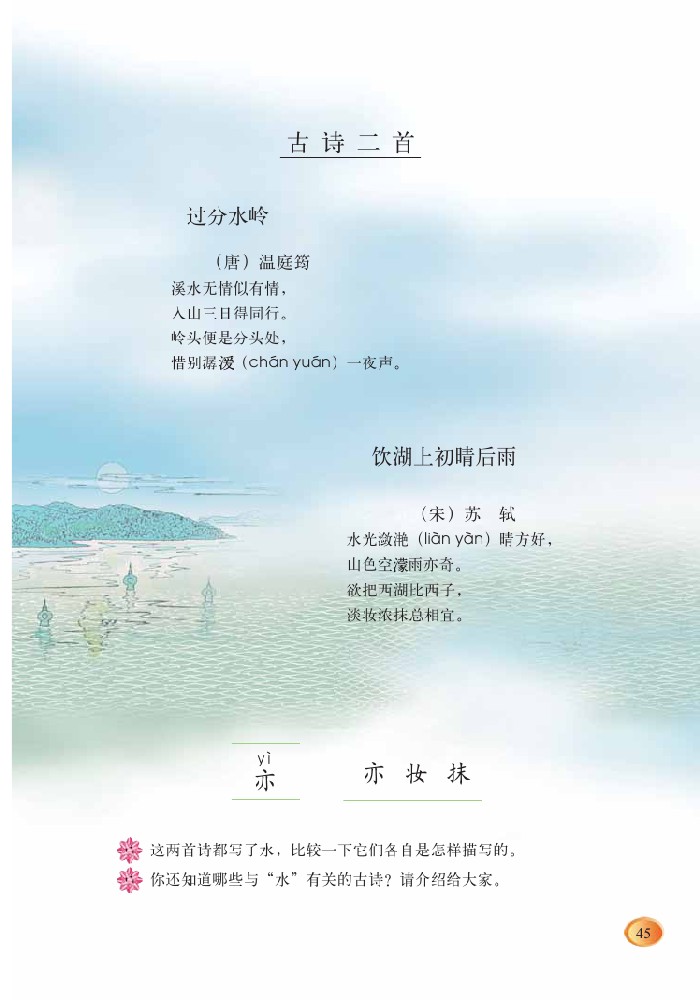 古诗二首
过分水岭
（唐）温庭筠
溪水无情似有情，
入山三日得同行。
岭头便是分头处，
惜别潺湲（chán yuán）一夜声。
饮湖上初晴后雨
（宋）苏 轼
水光潋滟（liàn yàn）晴方好，
山色空濛雨亦奇。
欲把西湖比西子，
淡妆浓抹总相宜。
yì
亦
亦 妆 抹
这两首诗都写了水，比较一下它们各自是怎样描写的。
你还知道哪些与“水”有关的古诗？请介绍给大家。
45